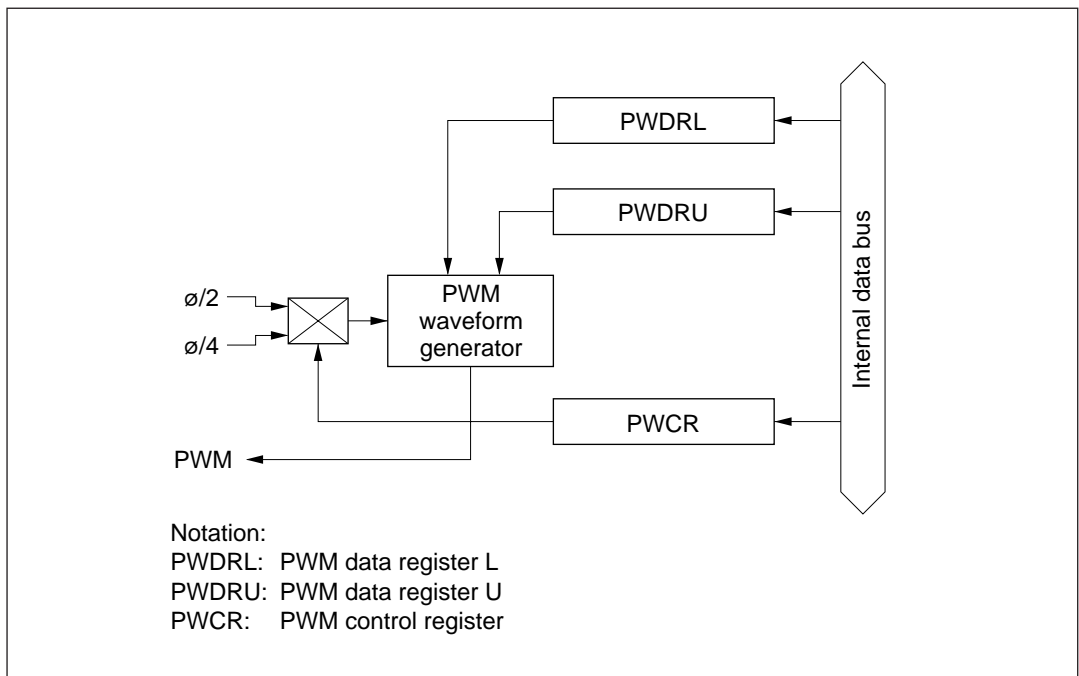 PWDRL
PWDRU
Internal data bus
ø/2
ø/4
PWM
waveform
generator
PWCR
PWM
Notation:
PWDRL: PWM data register L
PWDRU: PWM data register U
PWCR: PWM control register